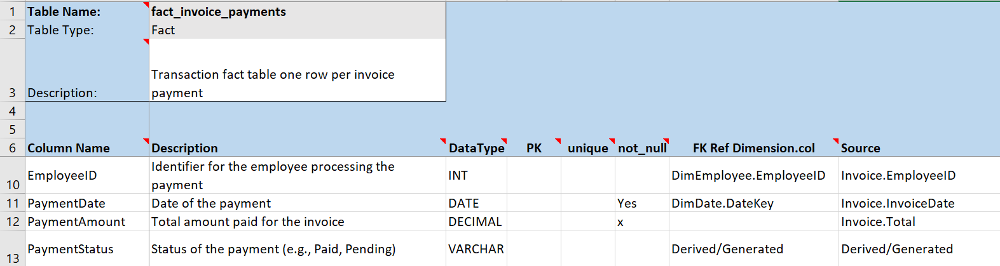 1 Table Name: fact_invoice_payments
2 Table Type: Fact
Transaction fact table one row per invoice
3 Description: payment
4
5
6 Column Name Description DataType PK unique not_null FK Ref Dimension.col Source
Identifier for the employee processing the
10 EmployeeID payment INT DimEmployee.EmployeeID Invoice.EmployeeID
11 PaymentDate Date of the payment DATE Yes DimDate.DateKey Invoice.InvoiceDate
12 PaymentAmount Total amount paid for the invoice DECIMAL x Invoice.Total
13 PaymentStatus Status of the payment (e.g., Paid, Pending) VARCHAR Derived/Generated Derived/Generated